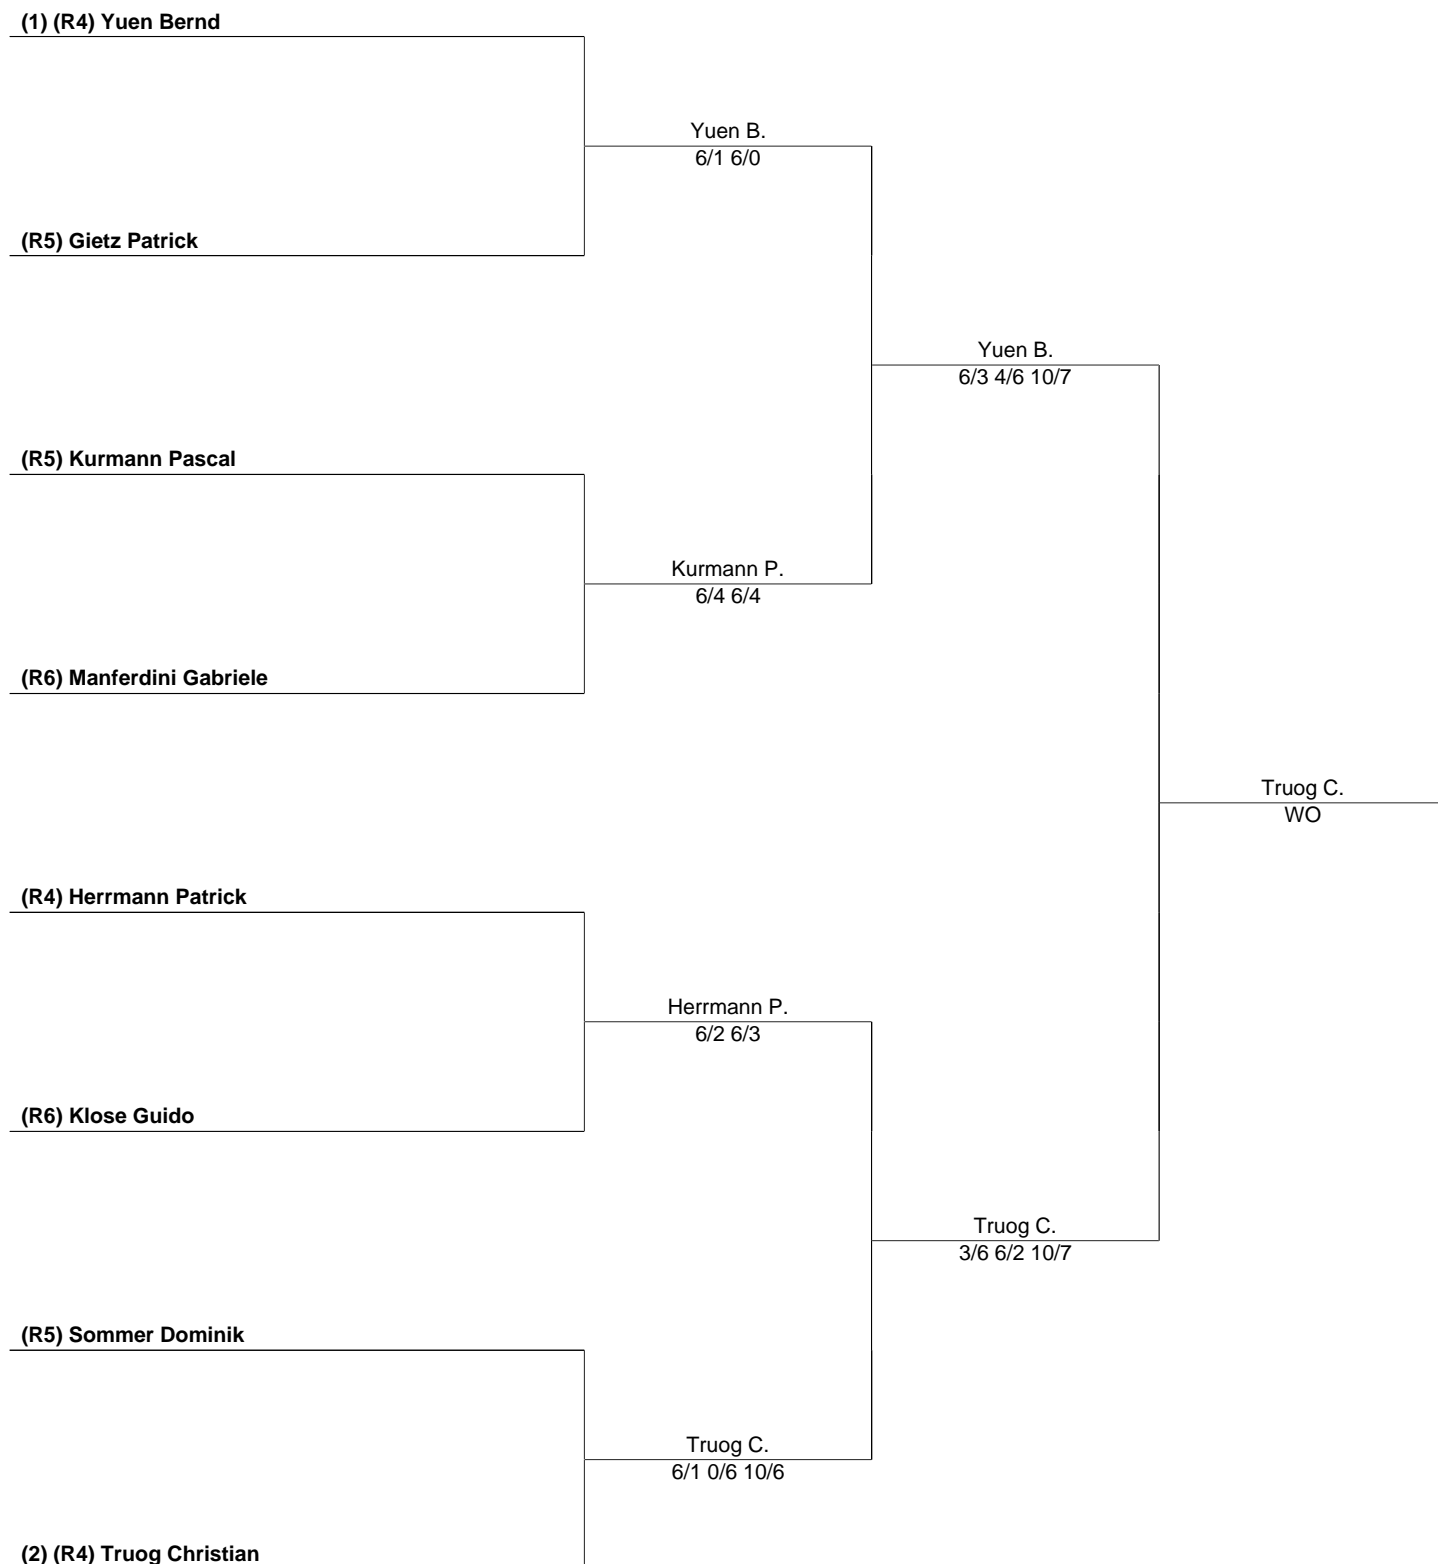 (1) (R4) Yuen Bernd
Yuen B.
6/1 6/0
(R5) Gietz Patrick
Yuen B.
6/3 4/6 10/7
(R5) Kurmann Pascal
Kurmann P.
6/4 6/4
(R6) Manferdini Gabriele
Truog C.
WO
(R4) Herrmann Patrick
Herrmann P.
6/2 6/3
(R6) Klose Guido
Truog C.
3/6 6/2 10/7
(R5) Sommer Dominik
Truog C.
6/1 0/6 10/6
(2) (R4) Truog Christian